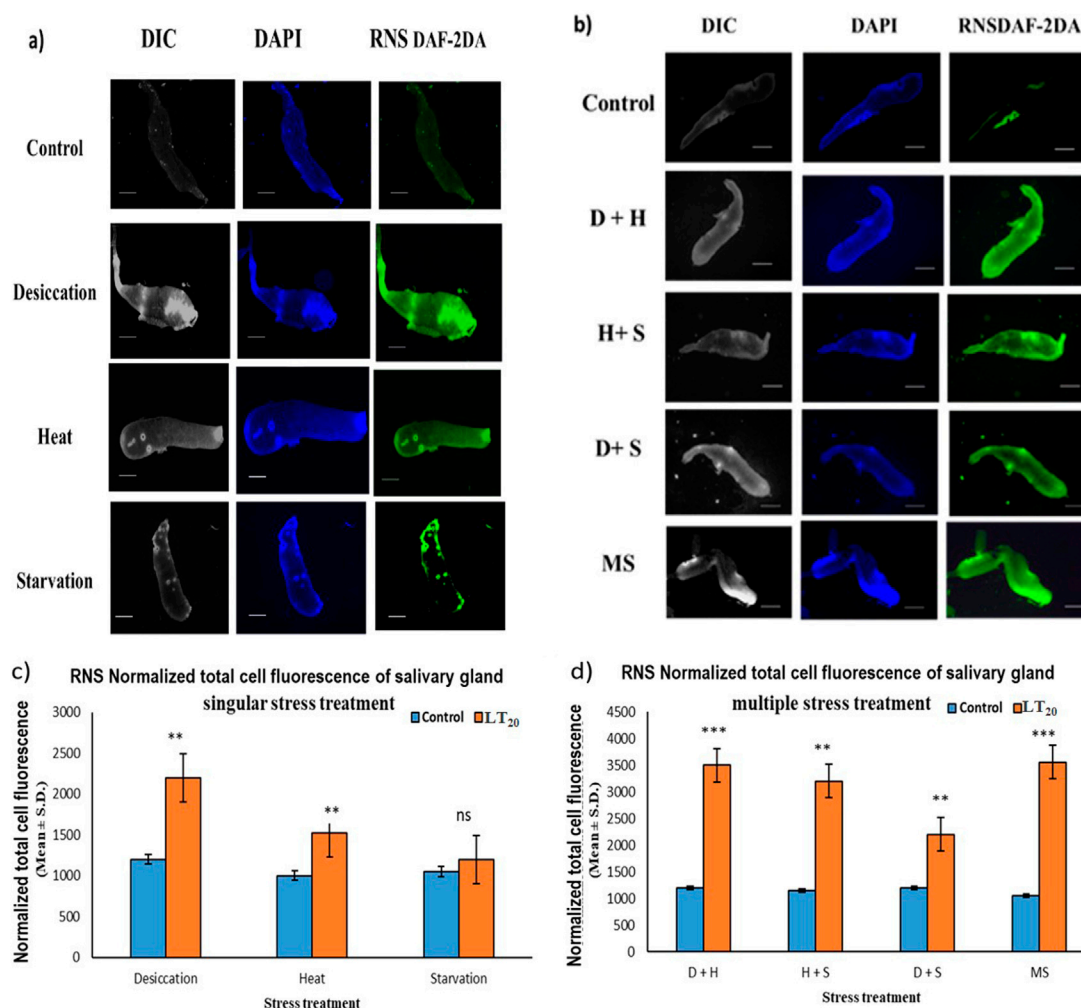 a)
DIC DAPI RNS DAF-2DA
Control
Desiccation
Heat
Starvation
b)
DIC DAPI RNSDAF-2DA
Control
D + H
H+ S
D+ S
MS
c)
RNS Normalized total cell fluorescence of salivary gland
singular stress treatment
Control LT20
Normalized total cell fluorescence
(Mean ± S.D.)
3000
2500
2000
1500
1000
500
0
** ** ns
Desiccation Heat Starvation
Stress treatment
d)
RNS Normalized total cell fluorescence of salivary gland
multiple stress treatment
Control LT20
Normalized total cell fluorescence
(Mean ± S.D.)
4500
4000
3500
3000
2500
2000
1500
1000
500
0
*** ** ** ***
D + H H + S D + S MS
Stress treatment